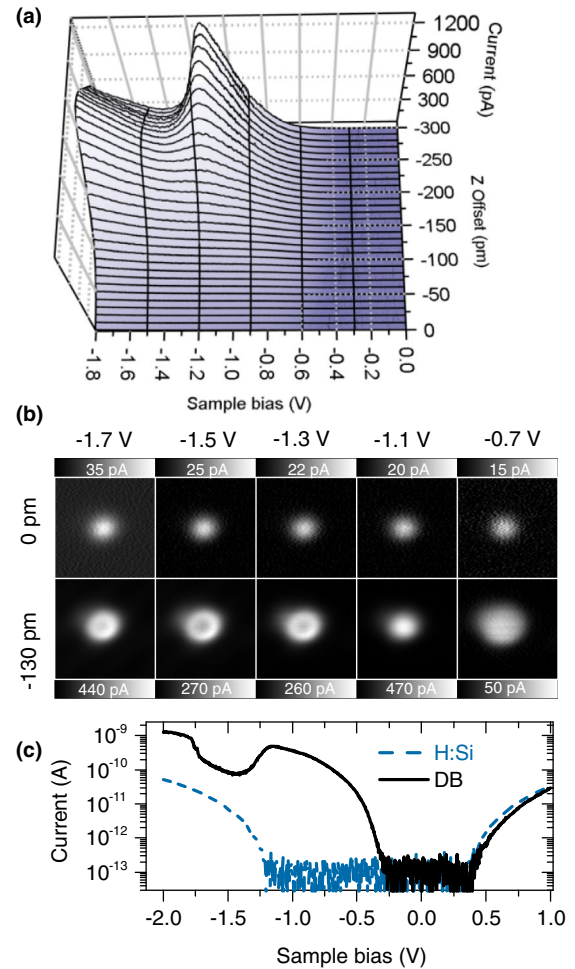 (a)
1200
900
600
300
Current (pA)
-300
-250
-200
-150
-100
-50
0
Z Offset (pm)
-1.8
-1.6
-1.4
-1.2
-1.0
-0.8
-0.6
-0.4
-0.2
0.0
Sample bias (V)
(b)
-1.7 V -1.5 V -1.3 V -1.1 V -0.7 V
35 pA 25 pA 22 pA 20 pA 15 pA
0 pm
-130 pm
440 pA 270 pA 260 pA 470 pA 50 pA
(c)
Current (A)
10⁻⁹
10⁻¹⁰
10⁻¹¹
10⁻¹²
10⁻¹³
H:Si
DB
-2.0 -1.5 -1.0 -0.5 0.0 0.5 1.0
Sample bias (V)